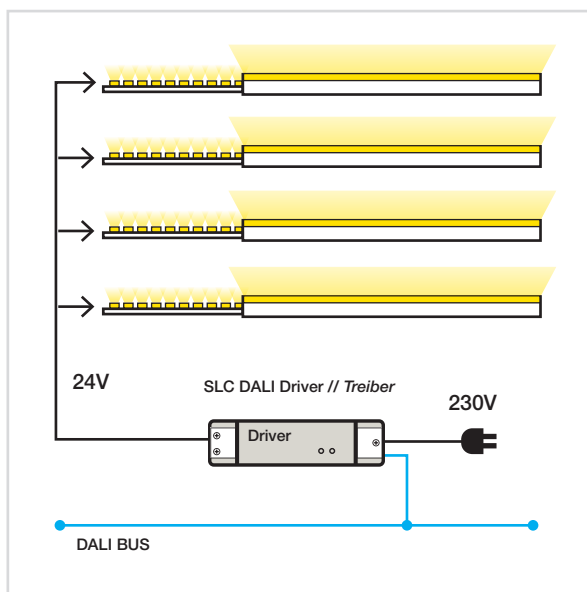 24V
SLC DALI Driver // Treiber
230V
Driver
DALI BUS